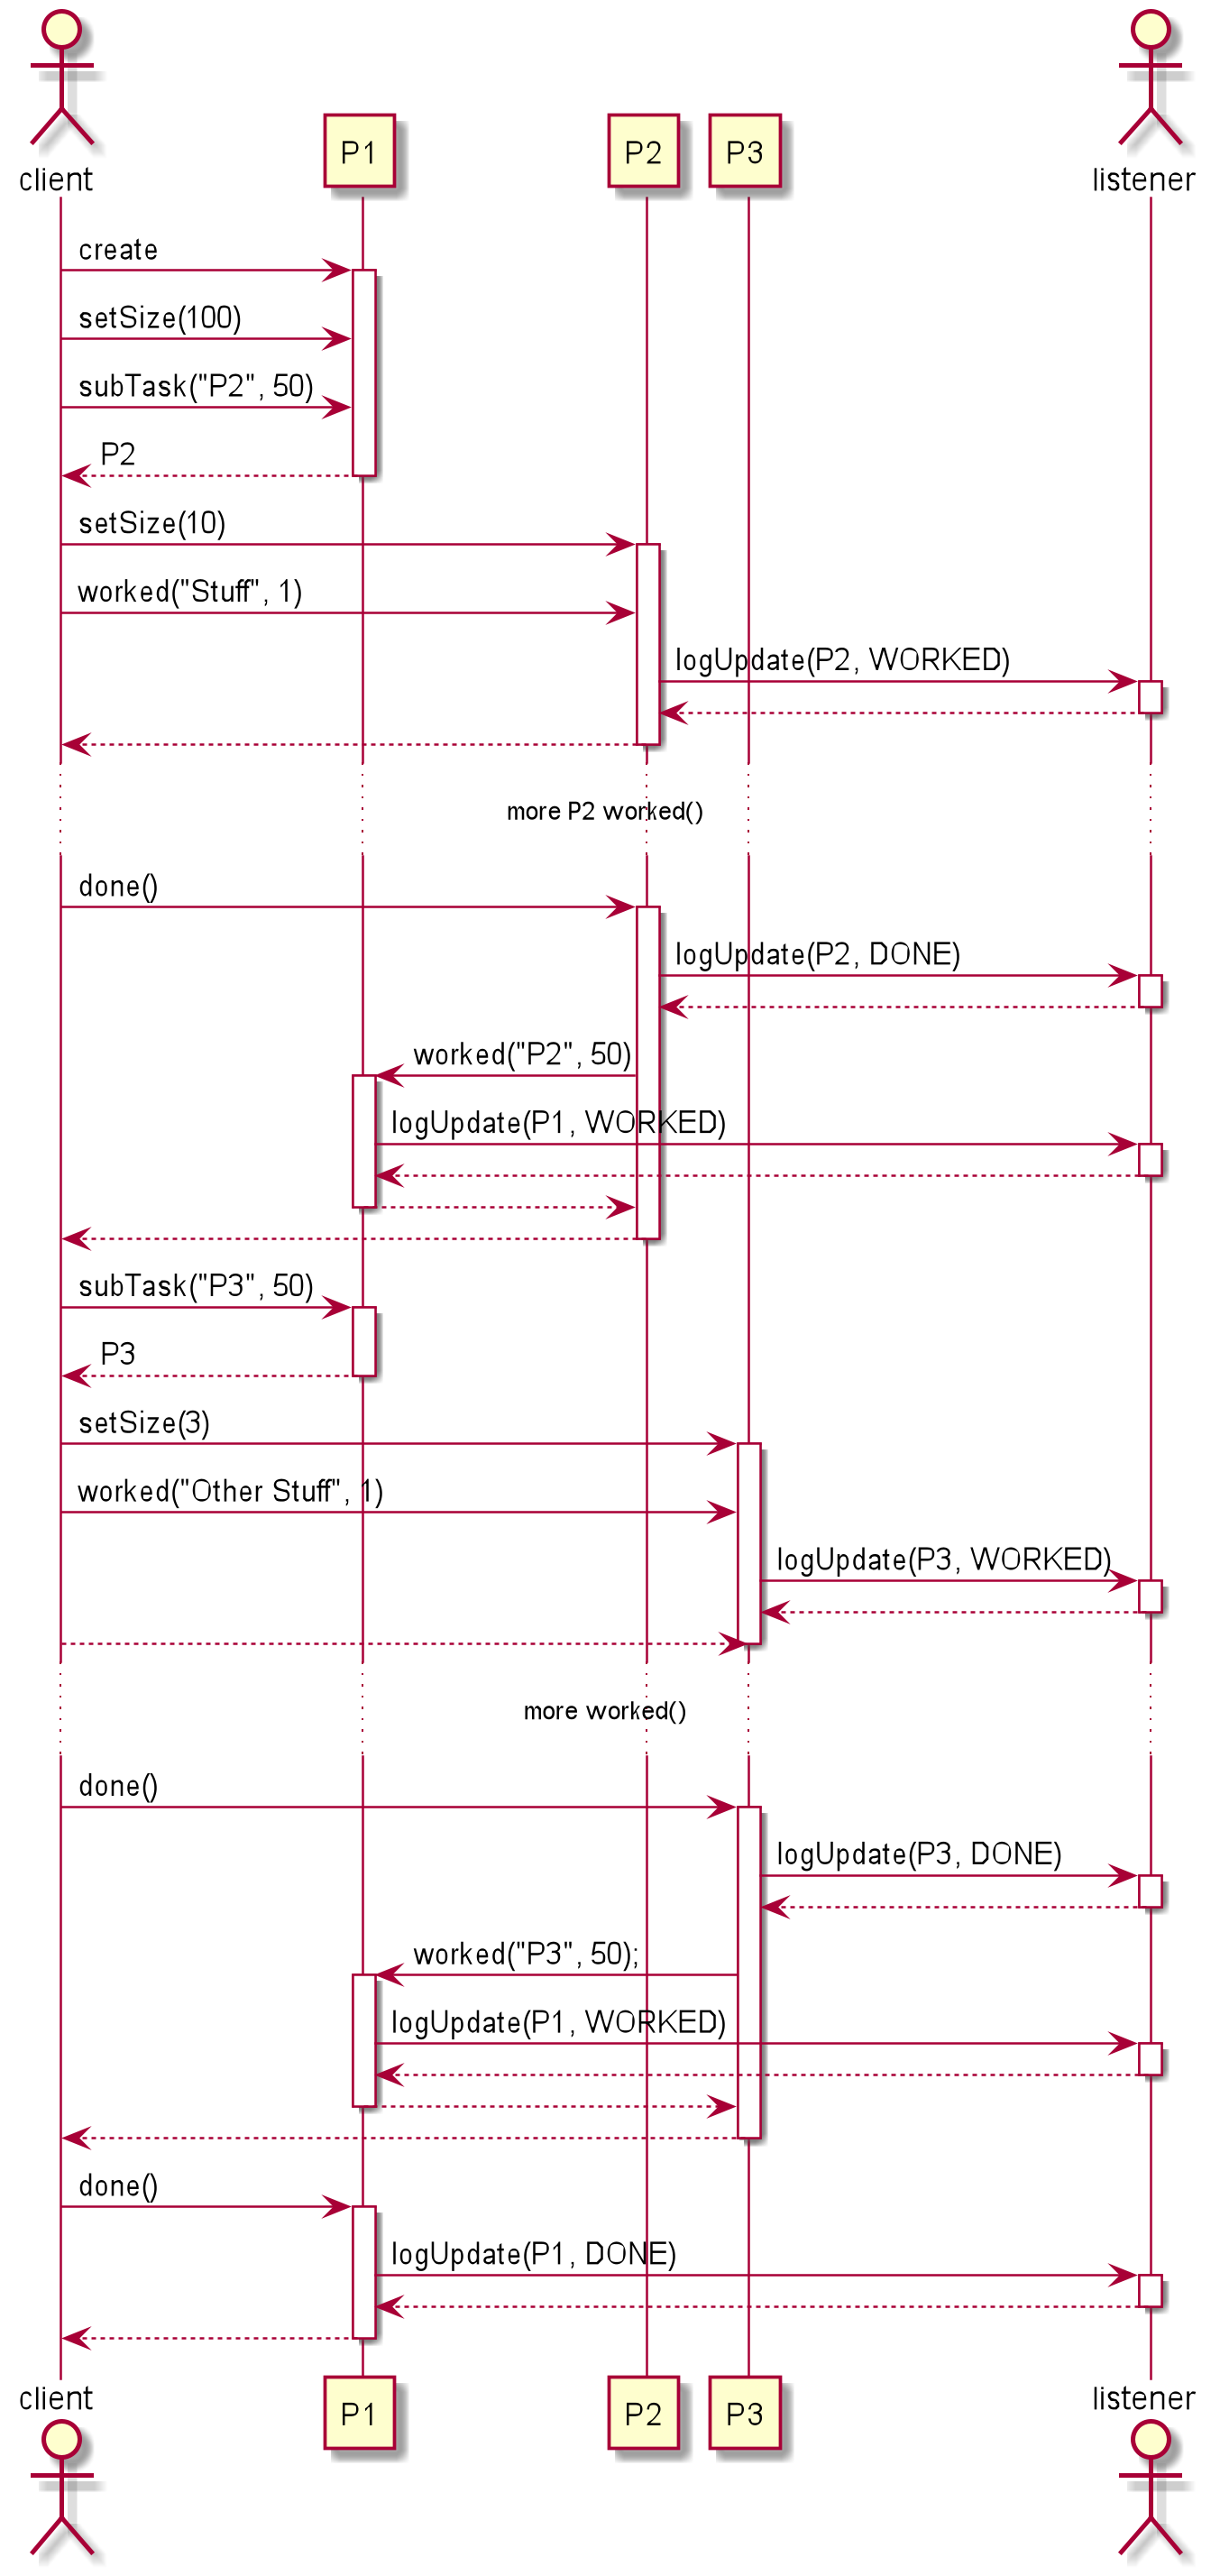 client
P1
P2
P3
listener
create
setSize(100)
subTask("P2", 50)
P2
setSize(10)
worked("Stuff", 1)
logUpdate(P2, WORKED)
more P2 worked()
done()
logUpdate(P2, DONE)
worked("P2", 50)
logUpdate(P1, WORKED)
subTask("P3", 50)
P3
setSize(3)
worked("Other Stuff", 1)
logUpdate(P3, WORKED)
more worked()
done()
logUpdate(P3, DONE)
worked("P3", 50);
logUpdate(P1, WORKED)
done()
logUpdate(P1, DONE)
client
P1
P2
P3
listener